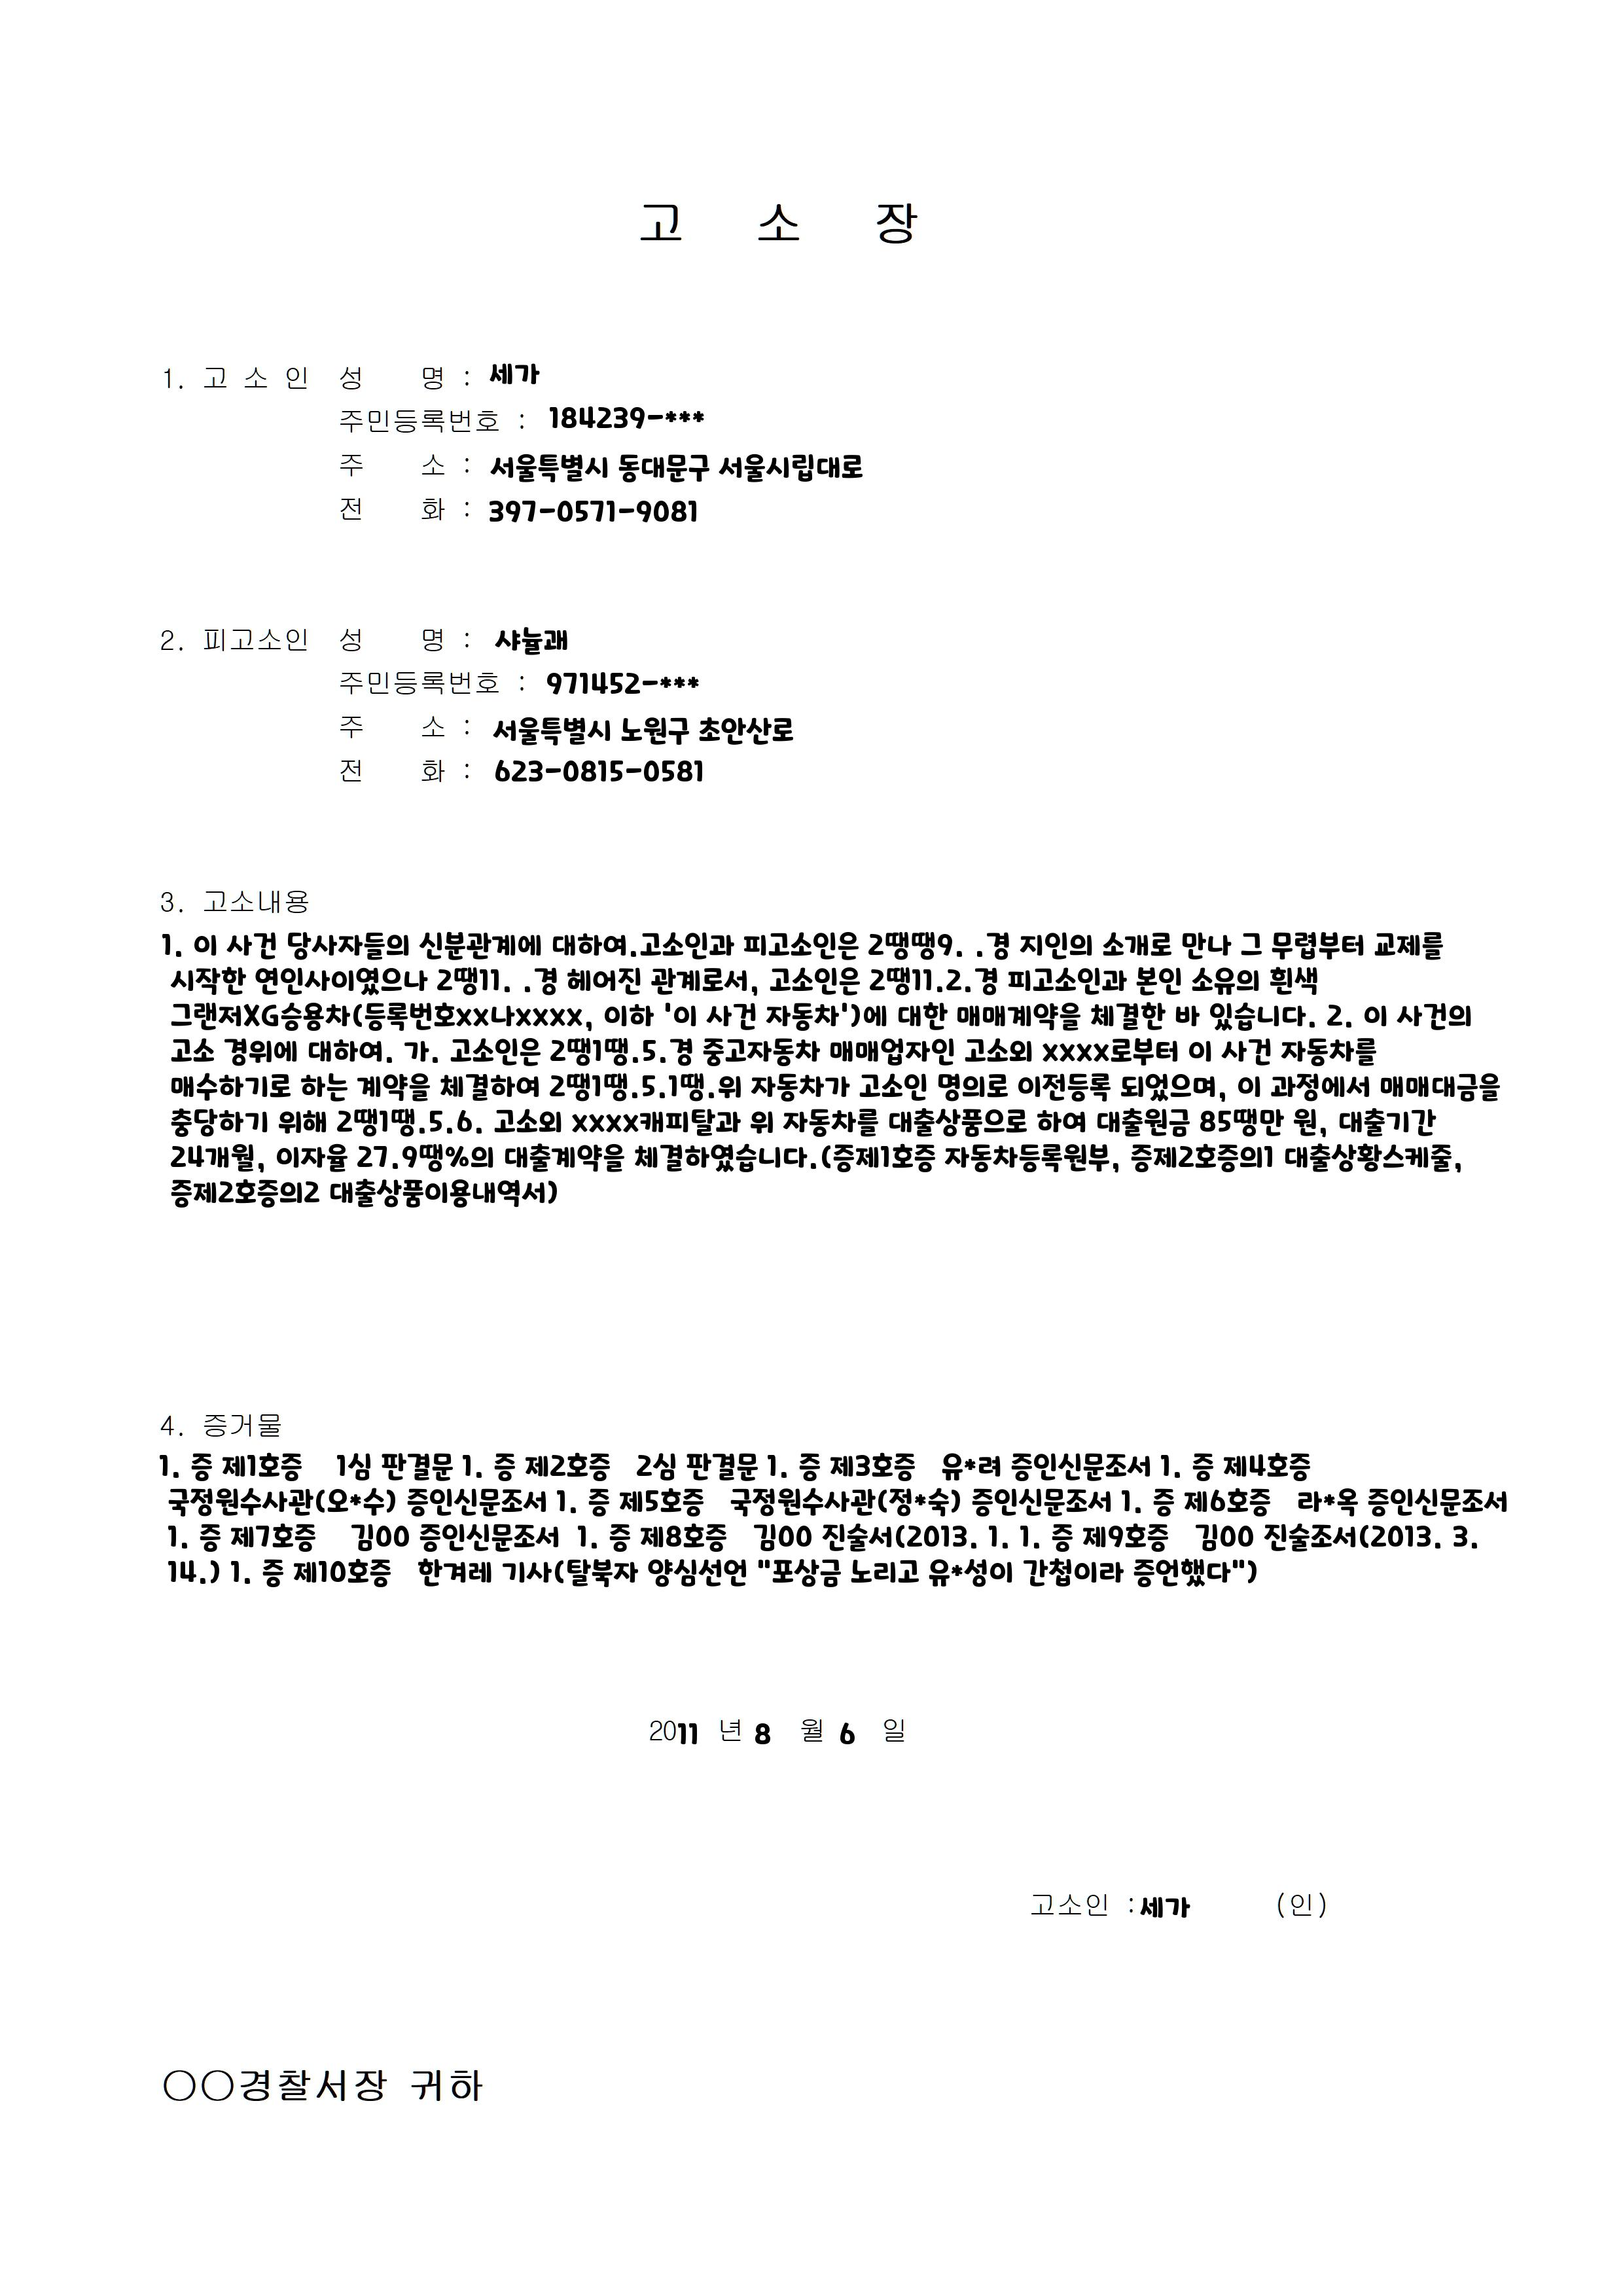 고 소 장
1. 고 소 인 성 명 : 세가
주민등록번호 : 184239-***
주 소 : 서울특별시 동대문구 서울시립대로
전 화 : 397-0571-9081
2. 피고소인 성 명 : 샤뉼괘
주민등록번호 : 971452-***
주 소 : 서울특별시 노원구 초안산로
전 화 : 623-0815-0581
3. 고소내용
1. 이 사건 당사자들의 신분관계에 대하여.고소인과 피고소인은 2땡땡9. .경 지인의 소개로 만나 그 무렵부터 교제를
시작한 연인사이였으나 2땡11. .경 헤어진 관계로서, 고소인은 2땡11.2.경 피고소인과 본인 소유의 흰색
그랜저XG승용차(등록번호xx나xxxx, 이하 '이 사건 자동차')에 대한 매매계약을 체결한 바 있습니다. 2. 이 사건의
고소 경위에 대하여. 가. 고소인은 2땡1땡.5.경 중고자동차 매매업자인 고소외 xxxx로부터 이 사건 자동차를
매수하기로 하는 계약을 체결하여 2땡1땡.5.1땡.위 자동차가 고소인 명의로 이전등록 되었으며, 이 과정에서 매매대금을
충당하기 위해 2땡1땡.5.6. 고소외 xxxx캐피탈과 위 자동차를 대출상품으로 하여 대출원금 85땡만 원, 대출기간
24개월, 이자율 27.9땡%의 대출계약을 체결하였습니다.(증제1호증 자동차등록원부, 증제2호증의1 대출상황스케줄,
증제2호증의2 대출상품이용내역서)
4. 증거물
1. 증 제1호증 1심 판결문 1. 증 제2호증 2심 판결문 1. 증 제3호증 유*려 증인신문조서 1. 증 제4호증
국정원수사관(오*수) 증인신문조서 1. 증 제5호증 국정원수사관(정*숙) 증인신문조서 1. 증 제6호증 라*옥 증인신문조서
1. 증 제7호증 김00 증인신문조서 1. 증 제8호증 김00 진술서(2013. 1. 1. 증 제9호증 김00 진술조서(2013. 3.
14.) 1. 증 제10호증 한겨레 기사(탈북자 양심선언 "포상금 노리고 유*성이 간첩이라 증언했다")
2011 년 8 월 6 일
고소인 :세가 (인)
○○경찰서장 귀하